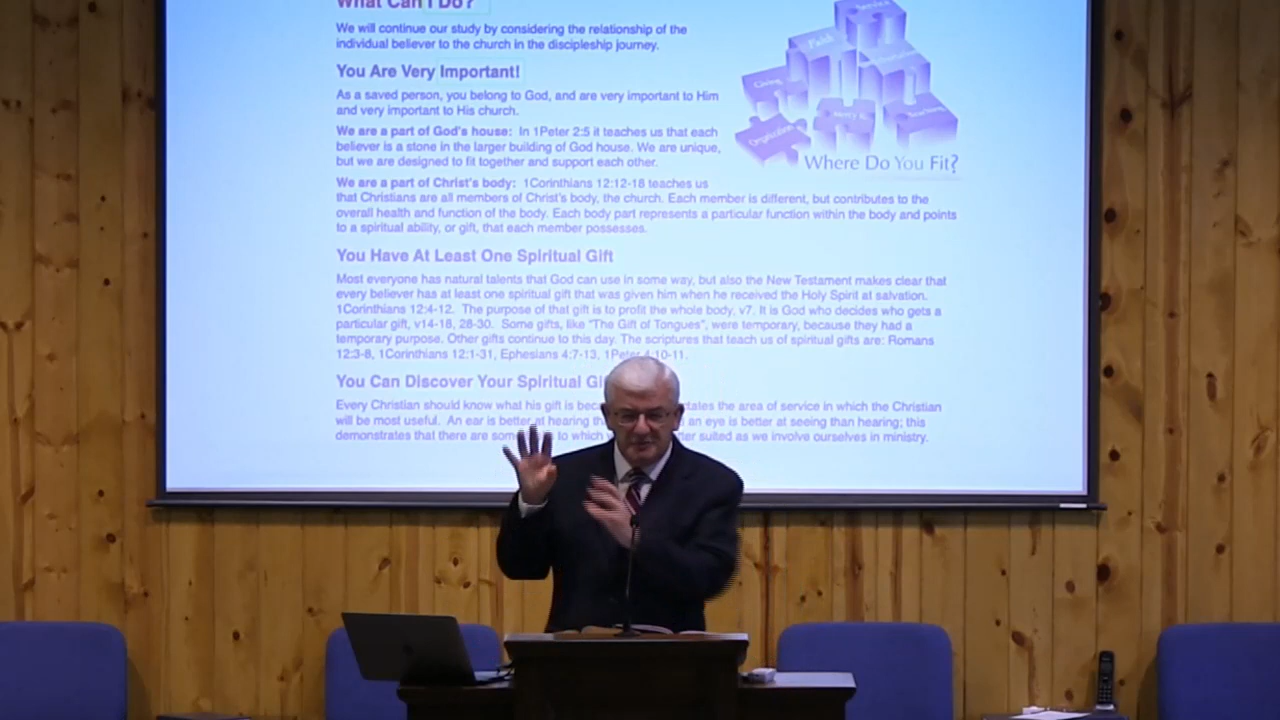 What Can I Do?
We will continue our study by considering the relationship of the
individual believer to the church in the discipleship journey.
You Are Very Important!
As a saved person, you belong to God, and are very important to Him
and very important to His church.
We are a part of God's house: In 1Peter 2:5 it teaches us that each
believer is a stone in the larger building of God house. We are unique,
but we are designed to fit together and support each other.
We are a part of Christ's body: 1Corinthians 12:12-18 teaches us
that Christians are all members of Christ's body, the church. Each member is different, but contributes to the
overall health and function of the body. Each body part represents a particular function within the body and points
to a spiritual ability, or gift, that each member possesses.
Service
Faith
Giving
Mercy
Teaching
Organization
Where Do You Fit?
You Have At Least One Spiritual Gift
Most everyone has natural talents that God can use in some way, but also the New Testament makes clear that
every believer has at least one spiritual gift that was given him when he received the Holy Spirit at salvation.
1Corinthians 12:4-12. The purpose of that gift is to profit the whole body, v7. It is God who decides who gets a
particular gift, v14-18, 28-30. Some gifts, like "The Gift of Tongues", were temporary, because they had a
temporary purpose. Other gifts continue to this day. The scriptures that teach us of spiritual gifts are: Romans
12:3-8, 1Corinthians 12:1-31, Ephesians 4:7-13, 1Peter 4:10-11.
You Can Discover Your Spiritual
Every Christian should know what his gift is the area of service in which the Christian
will be most useful. An ear is better at hearing an eye is better at seeing than hearing; this
demonstrates that there are to which suited as we involve ourselves in ministry.